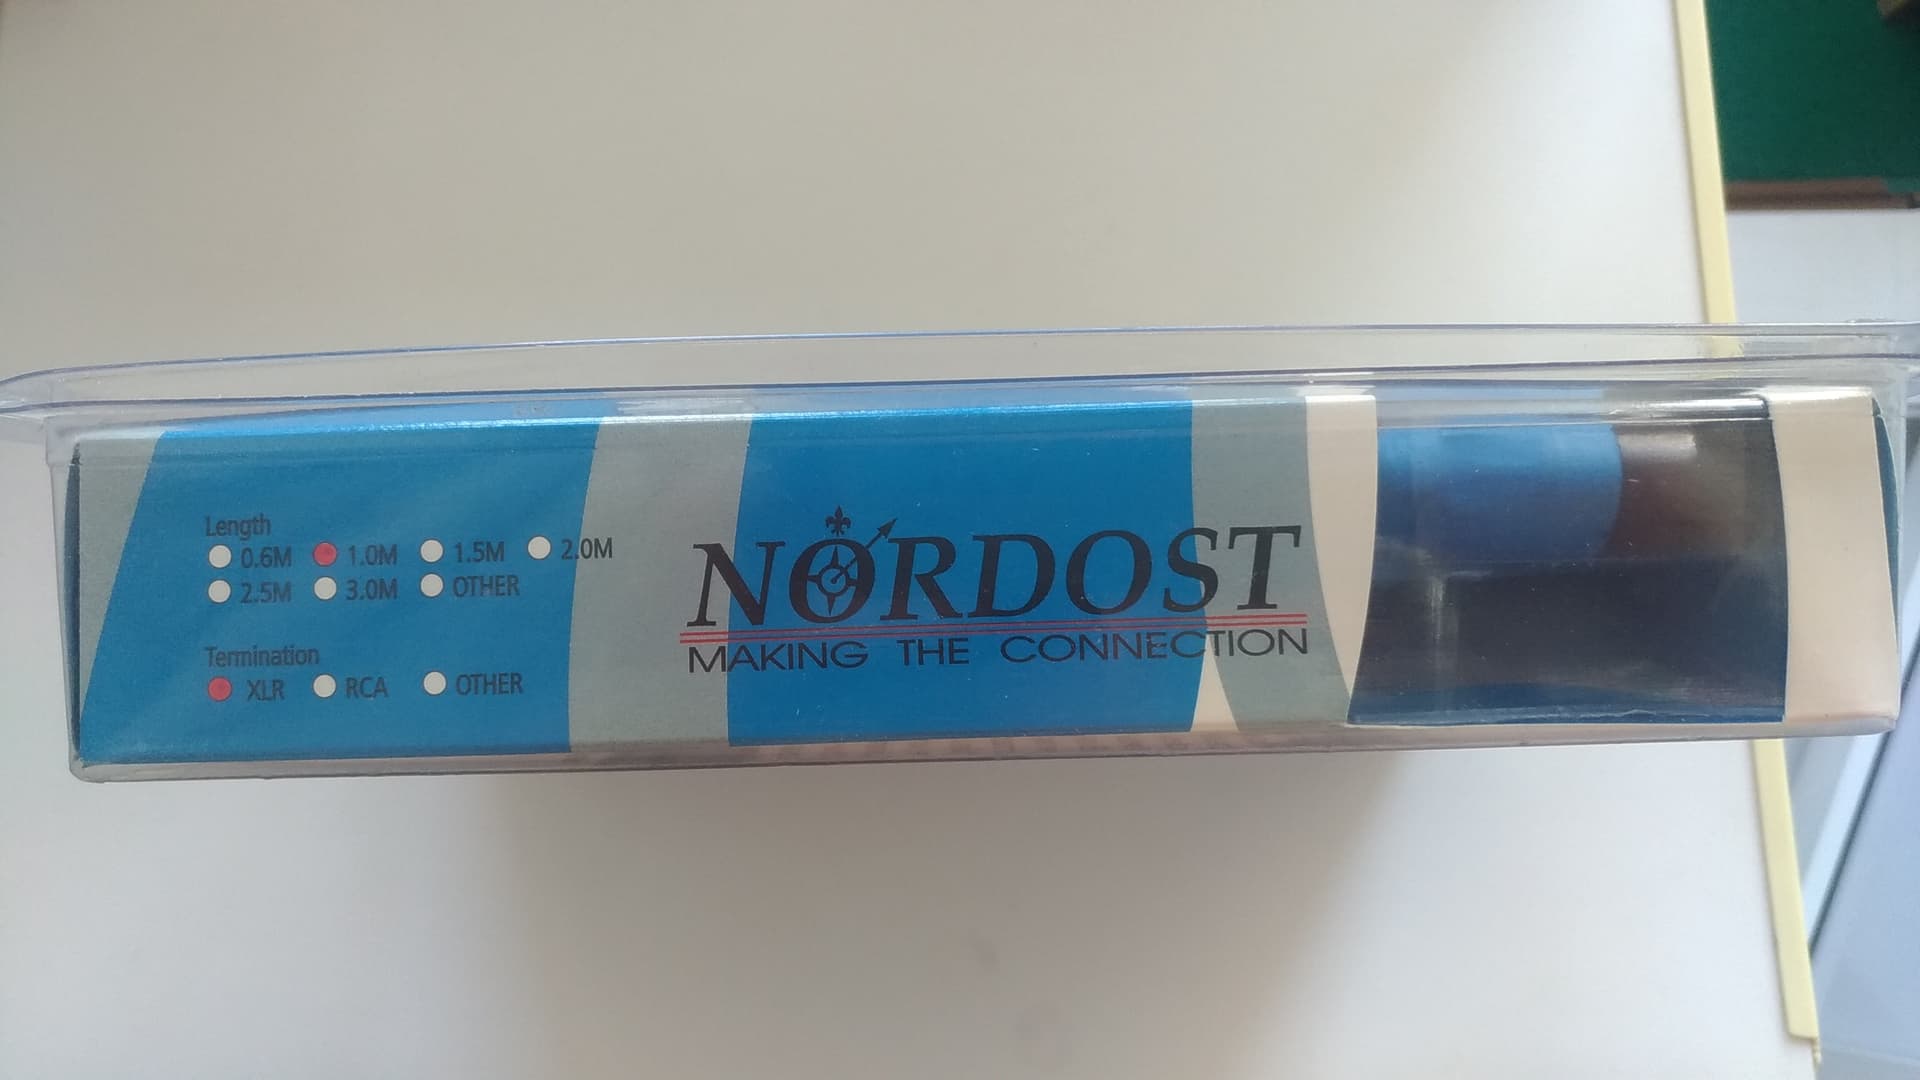 Length
0.6M 1.0M 1.5M 2.0M
2.5M 3.0M OTHER
Termination
XLR RCA OTHER
NORDOST
MAKING THE CONNECTION